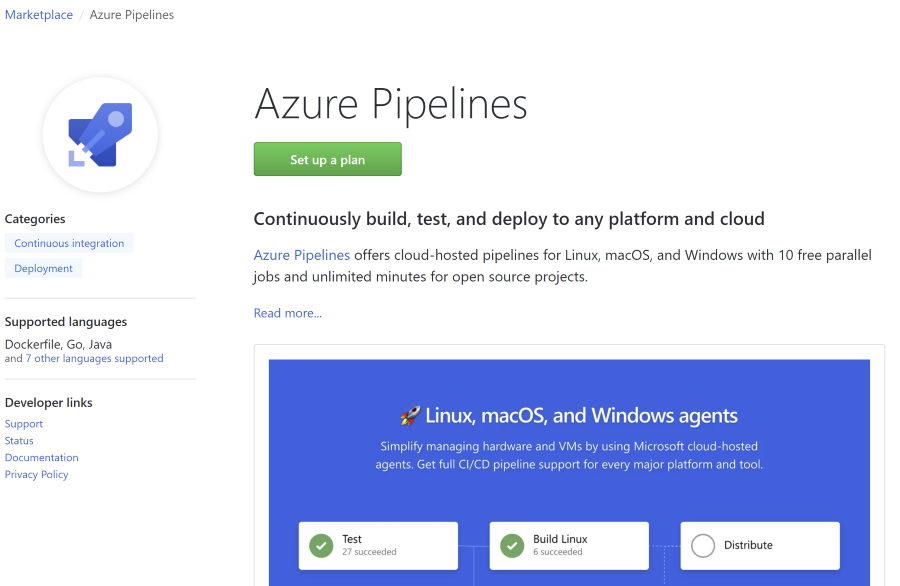 Marketplace / Azure Pipelines
Azure Pipelines
Set up a plan
Categories
Continuous integration
Deployment
Supported languages
Dockerfile, Go, Java
and 7 other languages supported
Developer links
Support
Status
Documentation
Privacy Policy
Continuously build, test, and deploy to any platform and cloud
Azure Pipelines offers cloud-hosted pipelines for Linux, macOS, and Windows with 10 free parallel
jobs and unlimited minutes for open source projects.
Read more...
🚀 Linux, macOS, and Windows agents
Simplify managing hardware and VMs by using Microsoft cloud-hosted
agents. Get full CI/CD pipeline support for every major platform and tool.
Test
27 succeeded
Build Linux
6 succeeded
Distribute